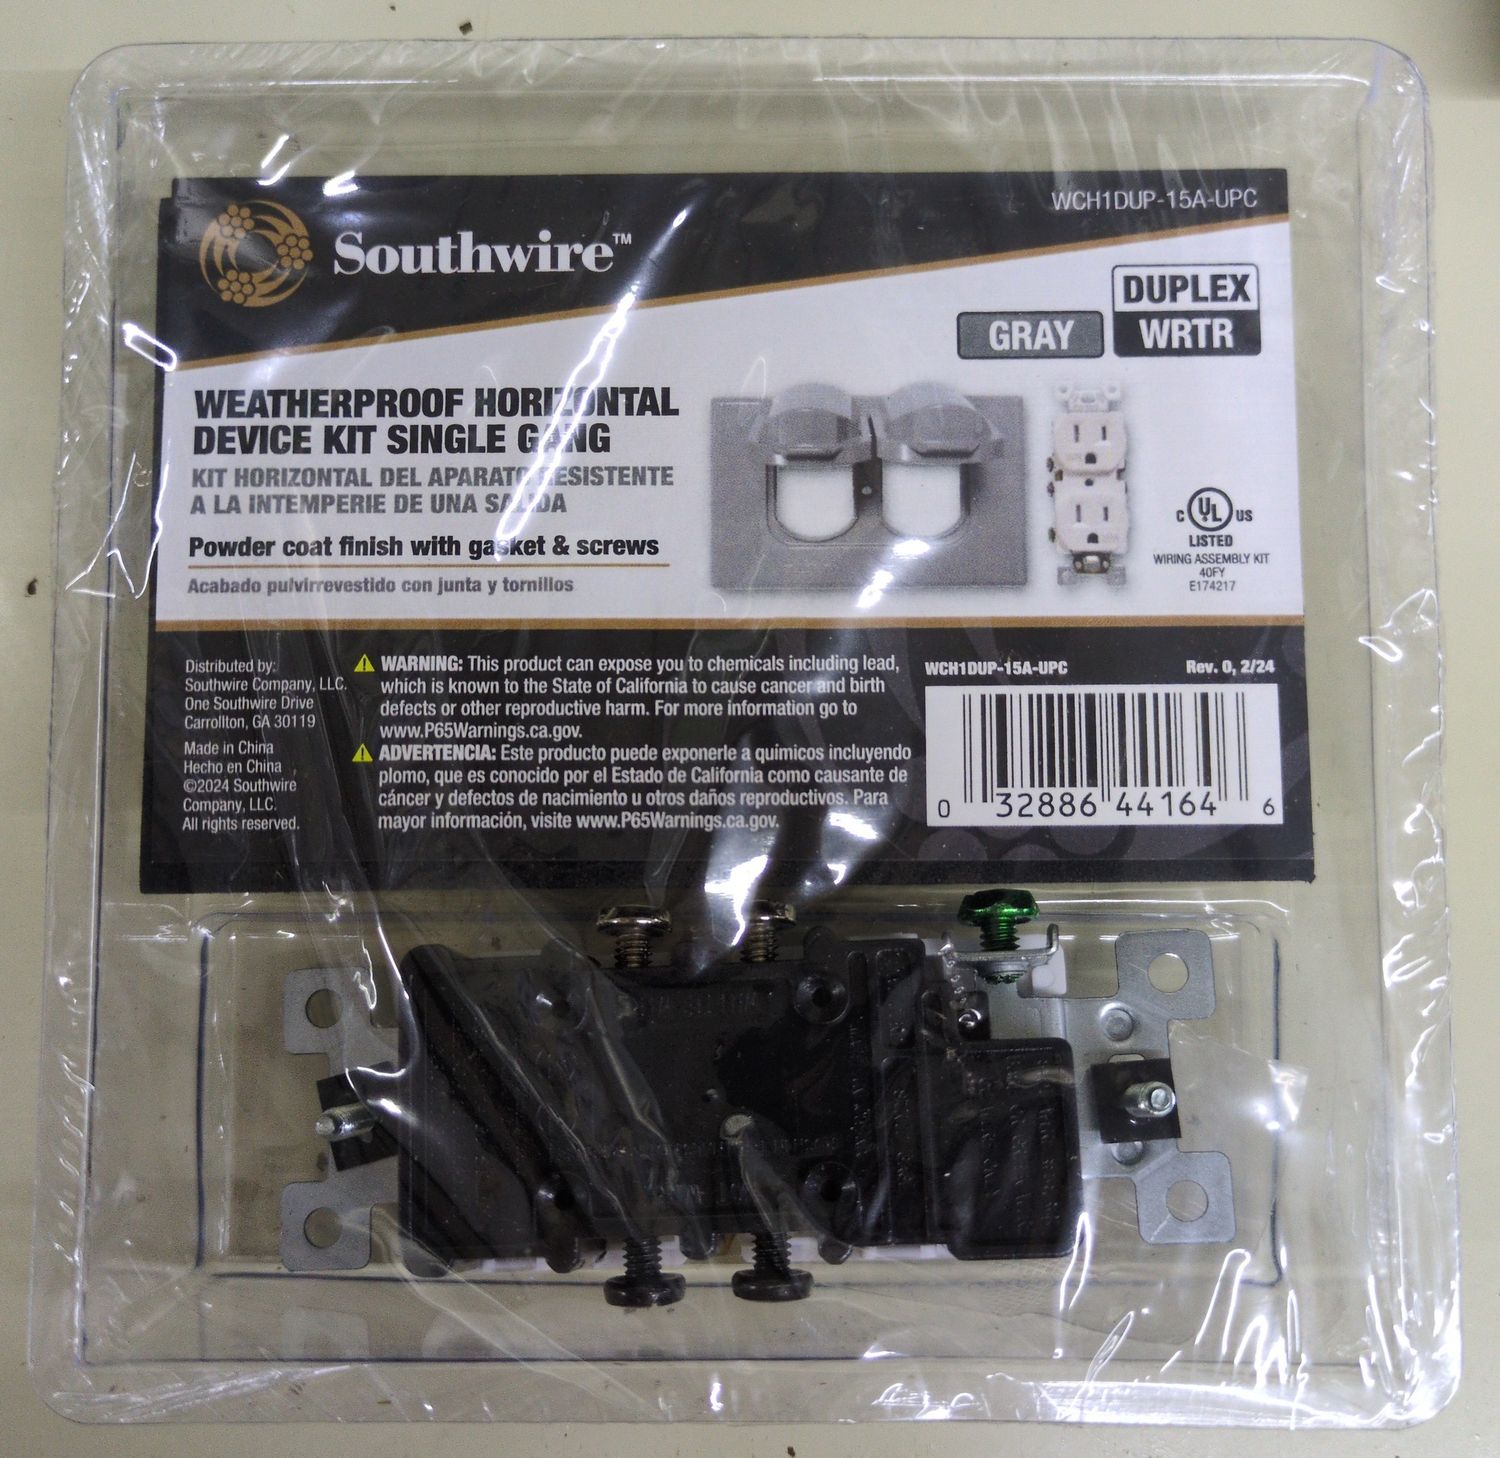 WCH1DUP-15A-UPC
Southwire™
DUPLEX
WRTR
GRAY
WEATHERPROOF HORIZONTAL
DEVICE KIT SINGLE GANG
KIT HORIZONTAL DEL APARATO RESISTENTE
A LA INTEMPERIE DE UNA SALIDA
Powder coat finish with gasket & screws
Acabado pulvirrevestido con junta y tornillos
C UL US
LISTED
WIRING ASSEMBLY KIT
40FY
E174217
Distributed by:
Southwire Company, LLC.
One Southwire Drive
Carrollton, GA 30119
Made in China
Hecho en China
©2024 Southwire
Company, LLC.
All rights reserved.
WARNING: This product can expose you to chemicals including lead,
which is known to the State of California to cause cancer and birth
defects or other reproductive harm. For more information go to
www.P65Warnings.ca.gov.
ADVERTENCIA: Este producto puede exponerle a químicos incluyendo
plomo, que es conocido por el Estado de California como causante de
cáncer y defectos de nacimiento u otros daños reproductivos. Para
mayor información, visite www.P65Warnings.ca.gov.
WCH1DUP-15A-UPC Rev. 0, 2/24
0 32886 44164 6